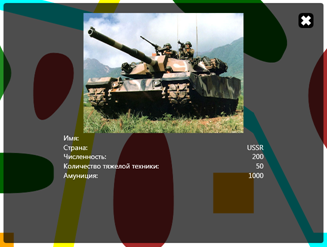 Имя:
Страна: USSR
Численность: 200
Количество тяжелой техники: 50
Амуниция: 1000